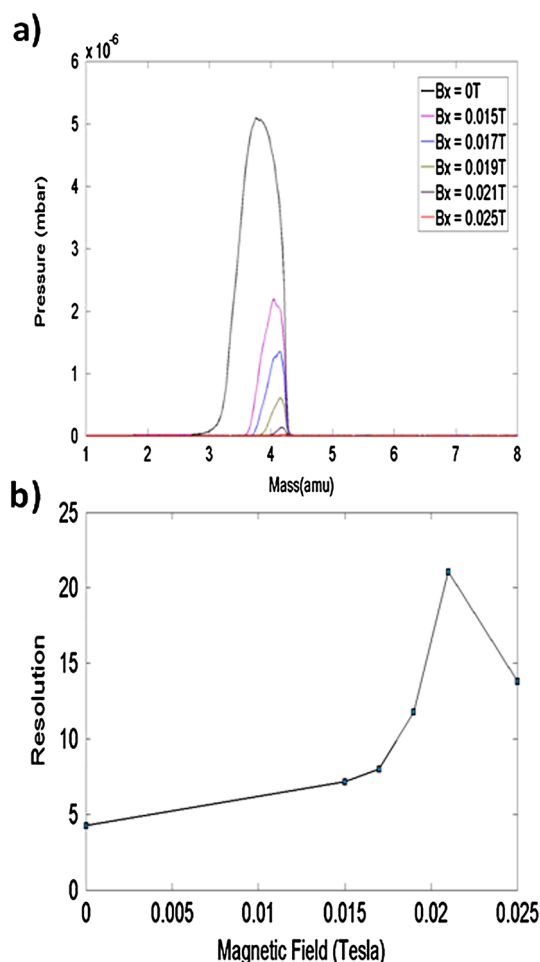 a)
x 10^-6
6
5
4
3
2
1
0
Pressure (mbar)
Bx = 0T
Bx = 0.015T
Bx = 0.017T
Bx = 0.019T
Bx = 0.021T
Bx = 0.025T
1 2 3 4 5 6 7 8
Mass(amu)
b)
25
20
15
10
5
0
Resolution
0 0.005 0.01 0.015 0.02 0.025
Magnetic Field (Tesla)